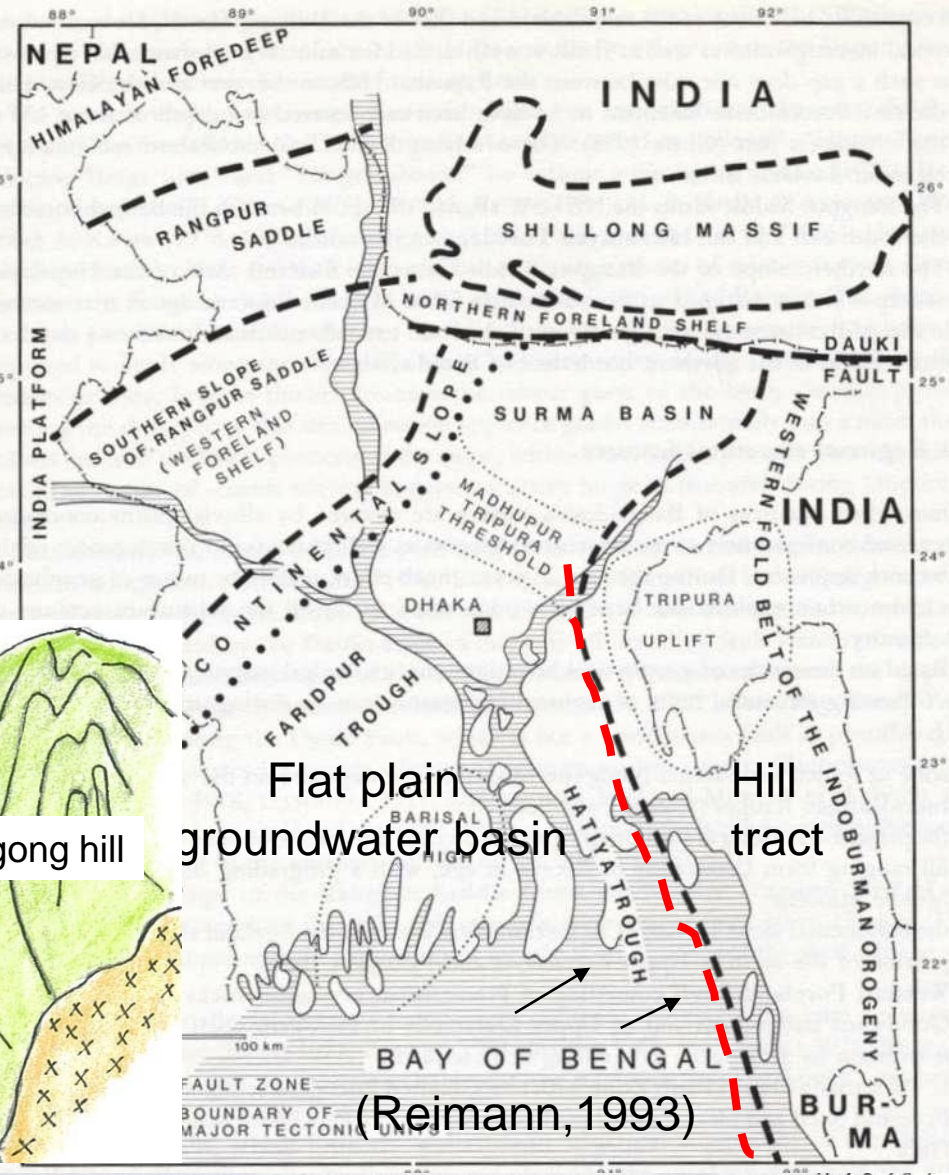 88°
89°
90°
91°
92°
NEPAL
HIMALAYAN FOREDEEP
INDIA
26°
RANGPUR
SADDLE
SHILLONG MASSIF
NORTHERN FORELAND SHELF
DAUKI
FAULT
25°
INDIA PLATFORM
SOUTHERN SLOPE
OF RANGPUR SADDLE
(WESTERN
FORELAND
SHELF)
SLOPE
SURMA BASIN
WESTERN FOLD BELT OF THE INDOBURMAN OROGENY
INDIA
MADHUPUR
TRIPURA
THRESHOLD
CONTINENTAL
DHAKA
TRIPURA
UPLIFT
FARIDPUR
TROUGH
23°
Flat plain
groundwater basin
Hill
tract
BARISAL
HIGH
HATIYA TROUGH
gong hill
22°
100 km
BAY OF BENGAL
FAULT ZONE
BOUNDARY OF
MAJOR TECTONIC UNITS
(Reimann,1993)
BUR-
MA
91°